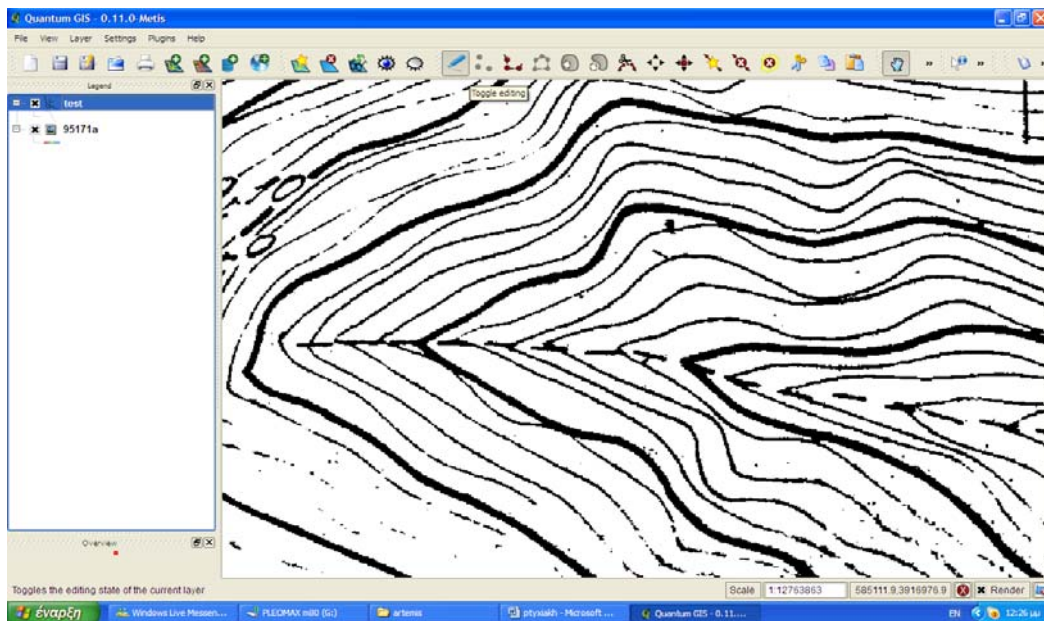 Quantum GIS - 0.11.0-Metis
File View Layer Settings Plugins Help
Toggle editing
Legend
test
95171a
Overview
Toggles the editing state of the current layer
Scale 1:12763863 585111.9,3916976.9 Render
έναρξη Windows Live Messen... PLEOMAX m80 (G:) artemis ptyxiakh - Microsoft ... Quantum GIS - 0.11.... EN 12:26 μμ